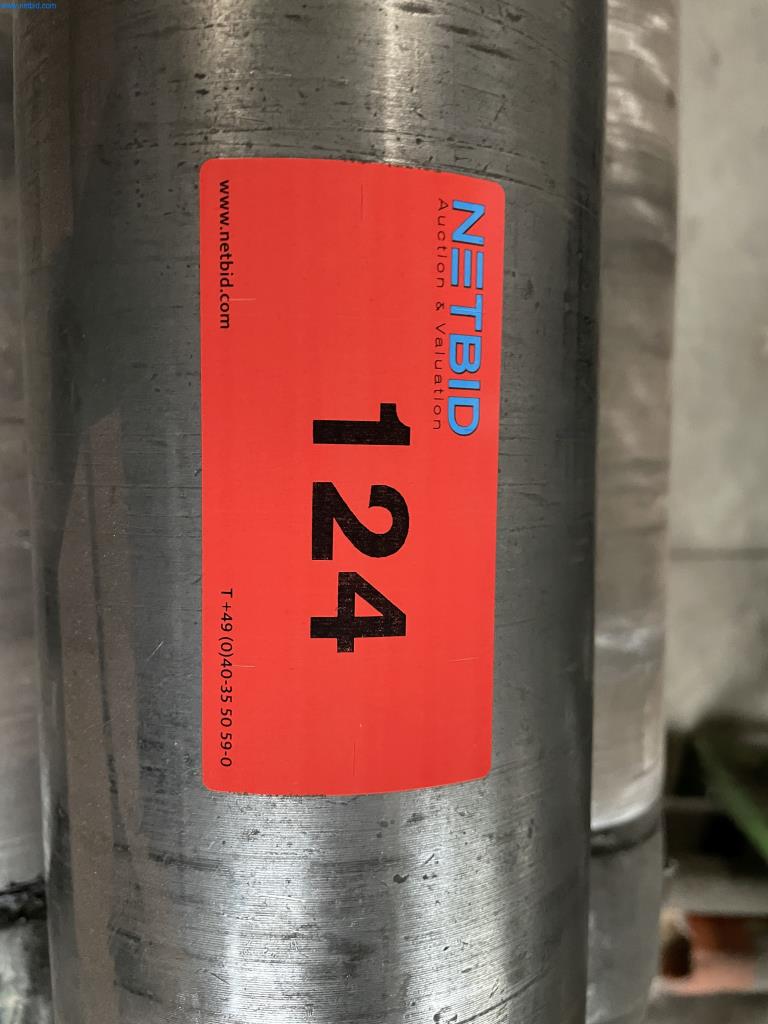 www.netbid.com
NETBID
Auction & Valuation
124
www.netbid.com
T +49 (0)40-35 50 59-0